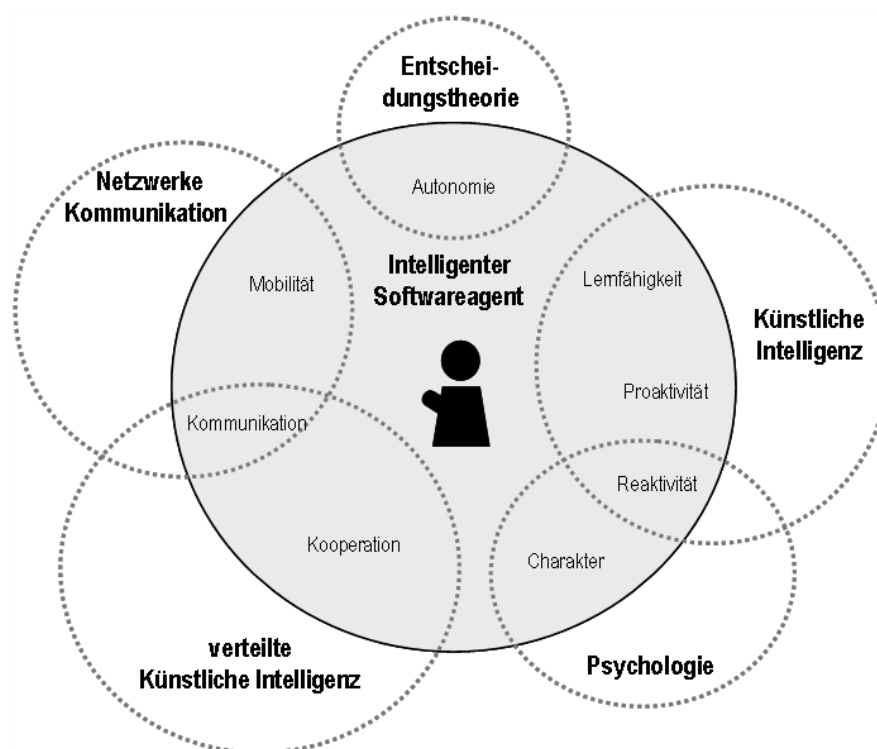 Entschei-
dungstheorie
Autonomie
Netzwerke
Kommunikation
Mobilität
Intelligenter
Softwareagent
Lernfähigkeit
Künstliche
Intelligenz
Proaktivität
Kommunikation
Reaktivität
Kooperation
Charakter
verteilte
Künstliche Intelligenz
Psychologie